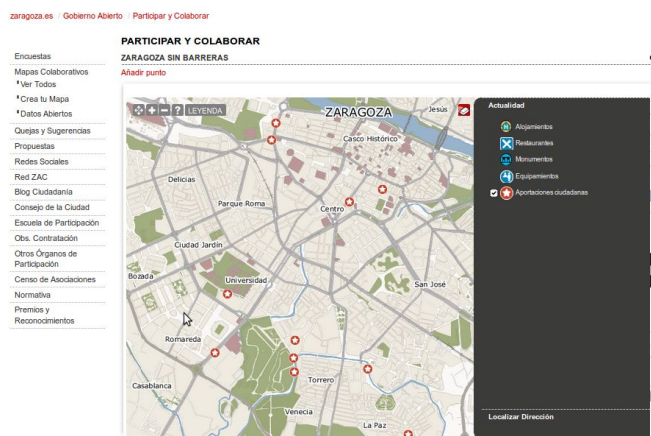 zaragoza.es / Gobierno Abierto / Participar y Colaborar
PARTICIPAR Y COLABORAR
ZARAGOZA SIN BARRERAS
Añadir punto
Encuestas
Mapas Colaborativos
Ver Todos
Crea tu Mapa
Datos Abiertos
Quejas y Sugerencias
Propuestas
Redes Sociales
Red ZAC
Blog Ciudadanía
Consejo de la Ciudad
Escuela de Participación
Obs. Contratación
Otros Órganos de
Participación
Censo de Asociaciones
Normativa
Premios y
Reconocimientos
? LEYENDA
ZARAGOZA
Jesús
Casco Histórico
Delicias
Parque Roma
Centro
Ciudad Jardín
Bozada
Universidad
San José
Romareda
Casablanca
Torrero
Venecia
La Paz
Actualidad
Alojamientos
Restaurantes
Monumentos
Equipamientos
Aportaciones ciudadanas
Localizar Dirección